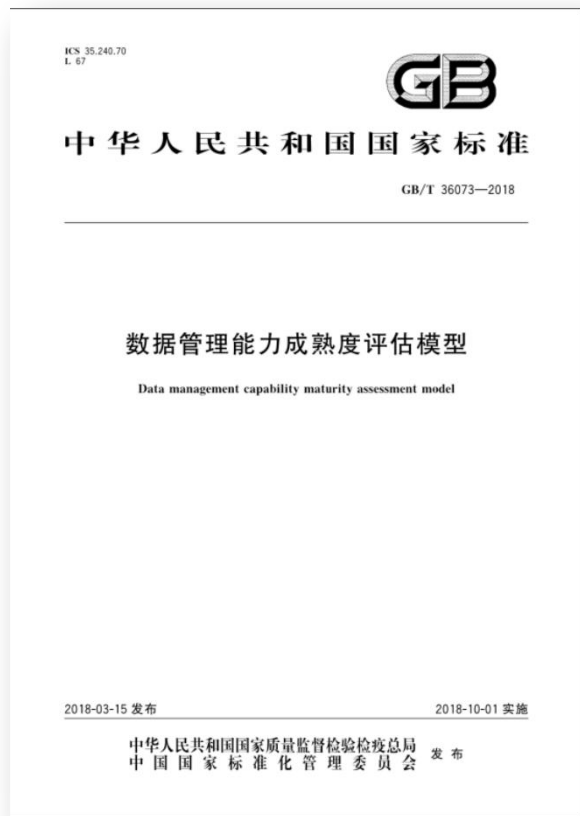 ICS 35.240.70
L 67
GB
中华人民共和国国家标准
GB/T 36073—2018
数据管理能力成熟度评估模型
Data management capability maturity assessment model
2018-03-15 发布
2018-10-01 实施
中华人民共和国国家质量监督检验检疫总局
中国国家标准化管理委员会
发布